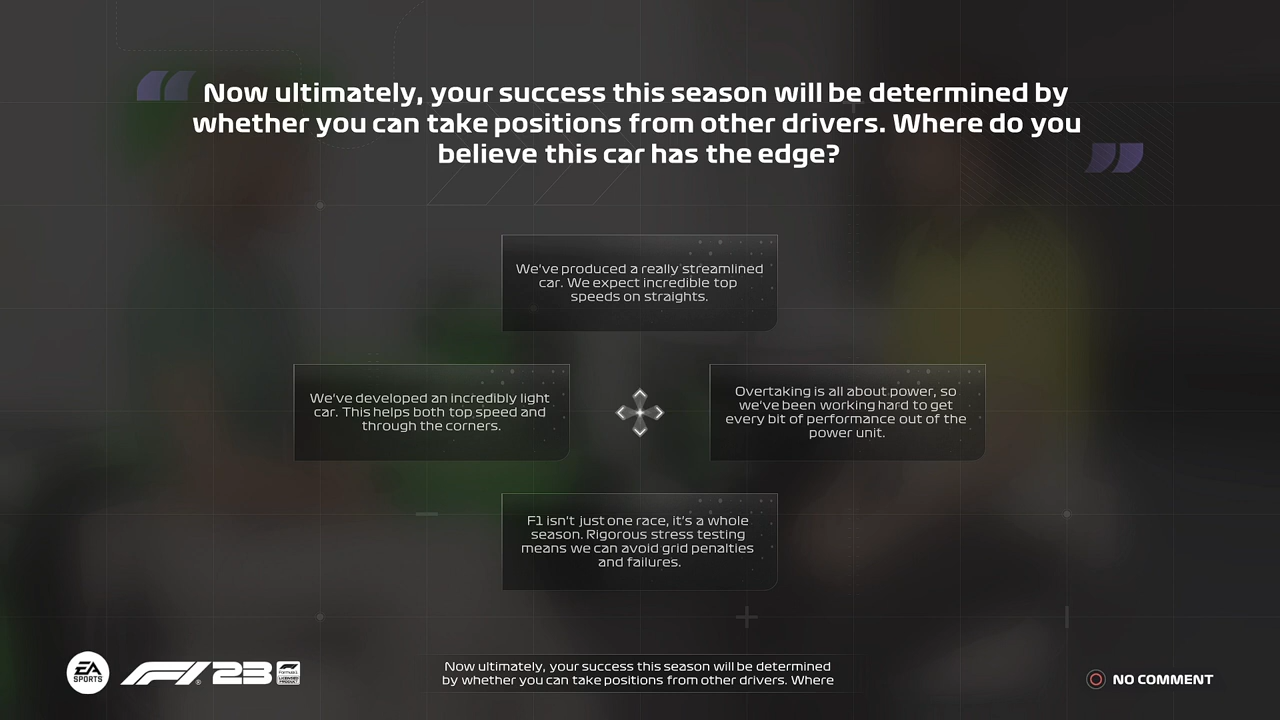 Now ultimately, your success this season will be determined by
whether you can take positions from other drivers. Where do you
believe this car has the edge?
We've produced a really streamlined
car. We expect incredible top
speeds on straights.
We've developed an incredibly light
car. This helps both top speed and
through the corners.
Overtaking is all about power, so
we've been working hard to get
every bit of performance out of the
power unit.
F1 isn't just one race, it's a whole
season. Rigorous stress testing
means we can avoid grid penalties
and failures.
EA
SPORTS
F1 23
Now ultimately, your success this season will be determined
by whether you can take positions from other drivers. Where
NO COMMENT